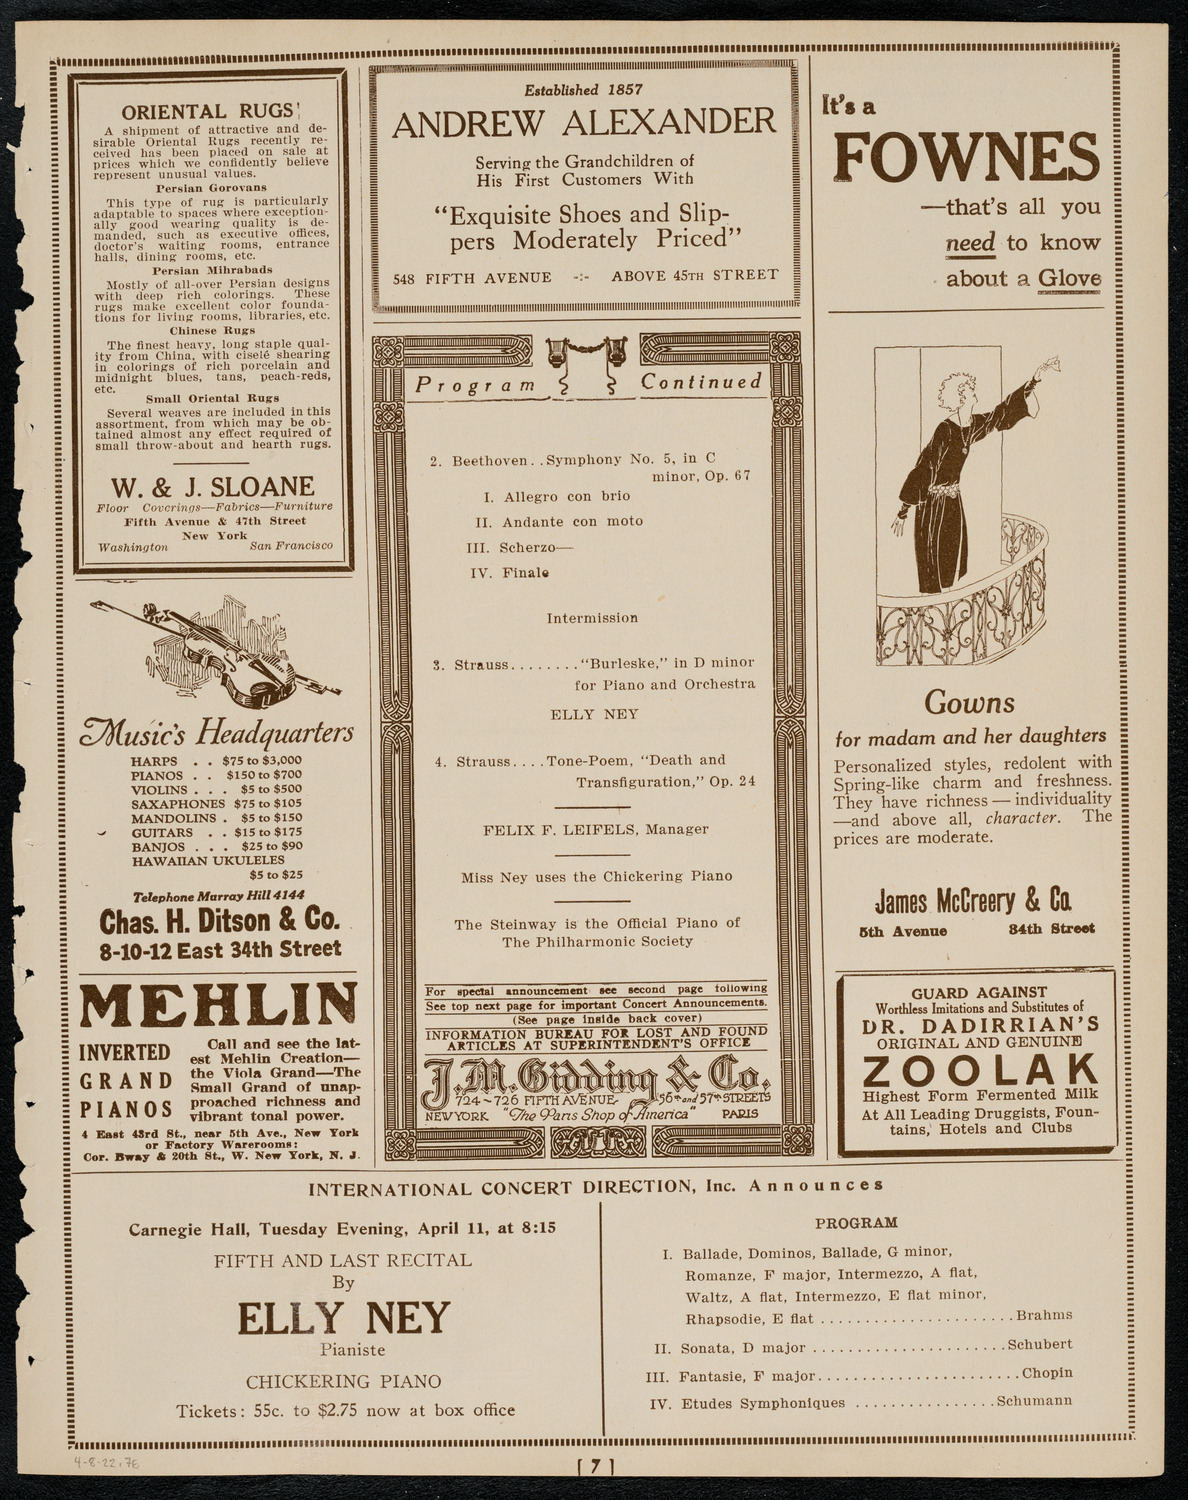 ORIENTAL RUGS
A shipment of attractive and de-
sirable Oriental Rugs recently re-
ceived has been placed on sale at
prices which we confidently believe
represent unusual values.
Persian Gorovans
This type of rug is particularly
adaptable to spaces where exception-
ally good wearing quality is de-
manded, such as executive offices,
doctor's waiting rooms, entrance
halls, dining rooms, etc.
Persian Mihrabads
Mostly of all-over Persian designs
with deep rich colorings. These
rugs make excellent color founda-
tions for living rooms, libraries, etc.
Chinese Rugs
The finest heavy, long staple qual-
ity from China, with ciselé shearing
in colorings of rich porcelain and
midnight blues, tans, peach-reds,
etc.
Small Oriental Rugs
Several weaves are included in this
assortment, from which may be ob-
tained almost any effect required of
small throw-about and hearth rugs.
W. & J. SLOANE
Floor Coverings—Fabrics—Furniture
Fifth Avenue & 47th Street
New York
Washington San Francisco
Music's Headquarters
HARPS . . $75 to $3,000
PIANOS . . $150 to $700
VIOLINS . . . $5 to $500
SAXAPHONES $75 to $105
MANDOLINS . $5 to $150
GUITARS . . $15 to $175
BANJOS . . . $25 to $90
HAWAIIAN UKULELES
$5 to $25
Telephone Murray Hill 4144
Chas. H. Ditson & Co.
8-10-12 East 34th Street
MEHLIN
INVERTED
GRAND
PIANOS
Call and see the lat-
est Mehlin Creation—
the Viola Grand—The
Small Grand of unap-
proached richness and
vibrant tonal power.
4 East 43rd St., near 5th Ave., New York
or Factory Warerooms:
Cor. Bway & 20th St., W. New York, N. J.
Established 1857
ANDREW ALEXANDER
Serving the Grandchildren of
His First Customers With
"Exquisite Shoes and Slip-
pers Moderately Priced"
548 FIFTH AVENUE -:- ABOVE 45TH STREET
Program Continued
2. Beethoven..Symphony No. 5, in C
minor, Op. 67
I. Allegro con brio
II. Andante con moto
III. Scherzo—
IV. Finale
Intermission
3. Strauss........"Burleske," in D minor
for Piano and Orchestra
ELLY NEY
4. Strauss....Tone-Poem, "Death and
Transfiguration," Op. 24
FELIX F. LEIFELS, Manager
Miss Ney uses the Chickering Piano
The Steinway is the Official Piano of
The Philharmonic Society
For special announcement see second page following
See top next page for important Concert Announcements.
(See page inside back cover)
INFORMATION BUREAU FOR LOST AND FOUND
ARTICLES AT SUPERINTENDENT'S OFFICE
J. M. Gidding & Co.
724~726 FIFTH AVENUE 56th and 57th STREETS
NEW YORK "The Paris Shop of America" PARIS
It's a
FOWNES
—that's all you
need to know
about a Glove
Gowns
for madam and her daughters
Personalized styles, redolent with
Spring-like charm and freshness.
They have richness — individuality
—and above all, character. The
prices are moderate.
James McCreery & Co.
5th Avenue 34th Street
GUARD AGAINST
Worthless Imitations and Substitutes of
DR. DADIRRIAN'S
ORIGINAL AND GENUINE
ZOOLAK
Highest Form Fermented Milk
At All Leading Druggists, Foun-
tains, Hotels and Clubs
INTERNATIONAL CONCERT DIRECTION, Inc. Announces
Carnegie Hall, Tuesday Evening, April 11, at 8:15
FIFTH AND LAST RECITAL
By
ELLY NEY
Pianiste
CHICKERING PIANO
Tickets: 55c. to $2.75 now at box office
PROGRAM
I. Ballade, Dominos, Ballade, G minor,
Romanze, F major, Intermezzo, A flat,
Waltz, A flat, Intermezzo, E flat minor,
Rhapsodie, E flat ......................Brahms
II. Sonata, D major ......................Schubert
III. Fantasie, F major.......................Chopin
IV. Etudes Symphoniques ................Schumann
4-8-22.7E
[ 7 ]